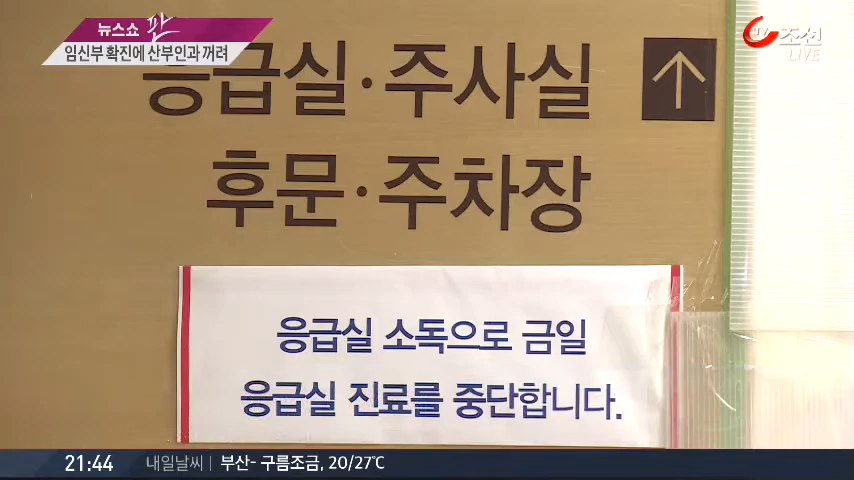 뉴스쇼 판
임신부 확진에 산부인과 꺼려
TV조선
LIVE
응급실·주사실
후문·주차장
응급실 소독으로 금일
응급실 진료를 중단합니다.
21:44 내일날씨 부산- 구름조금, 20/27℃